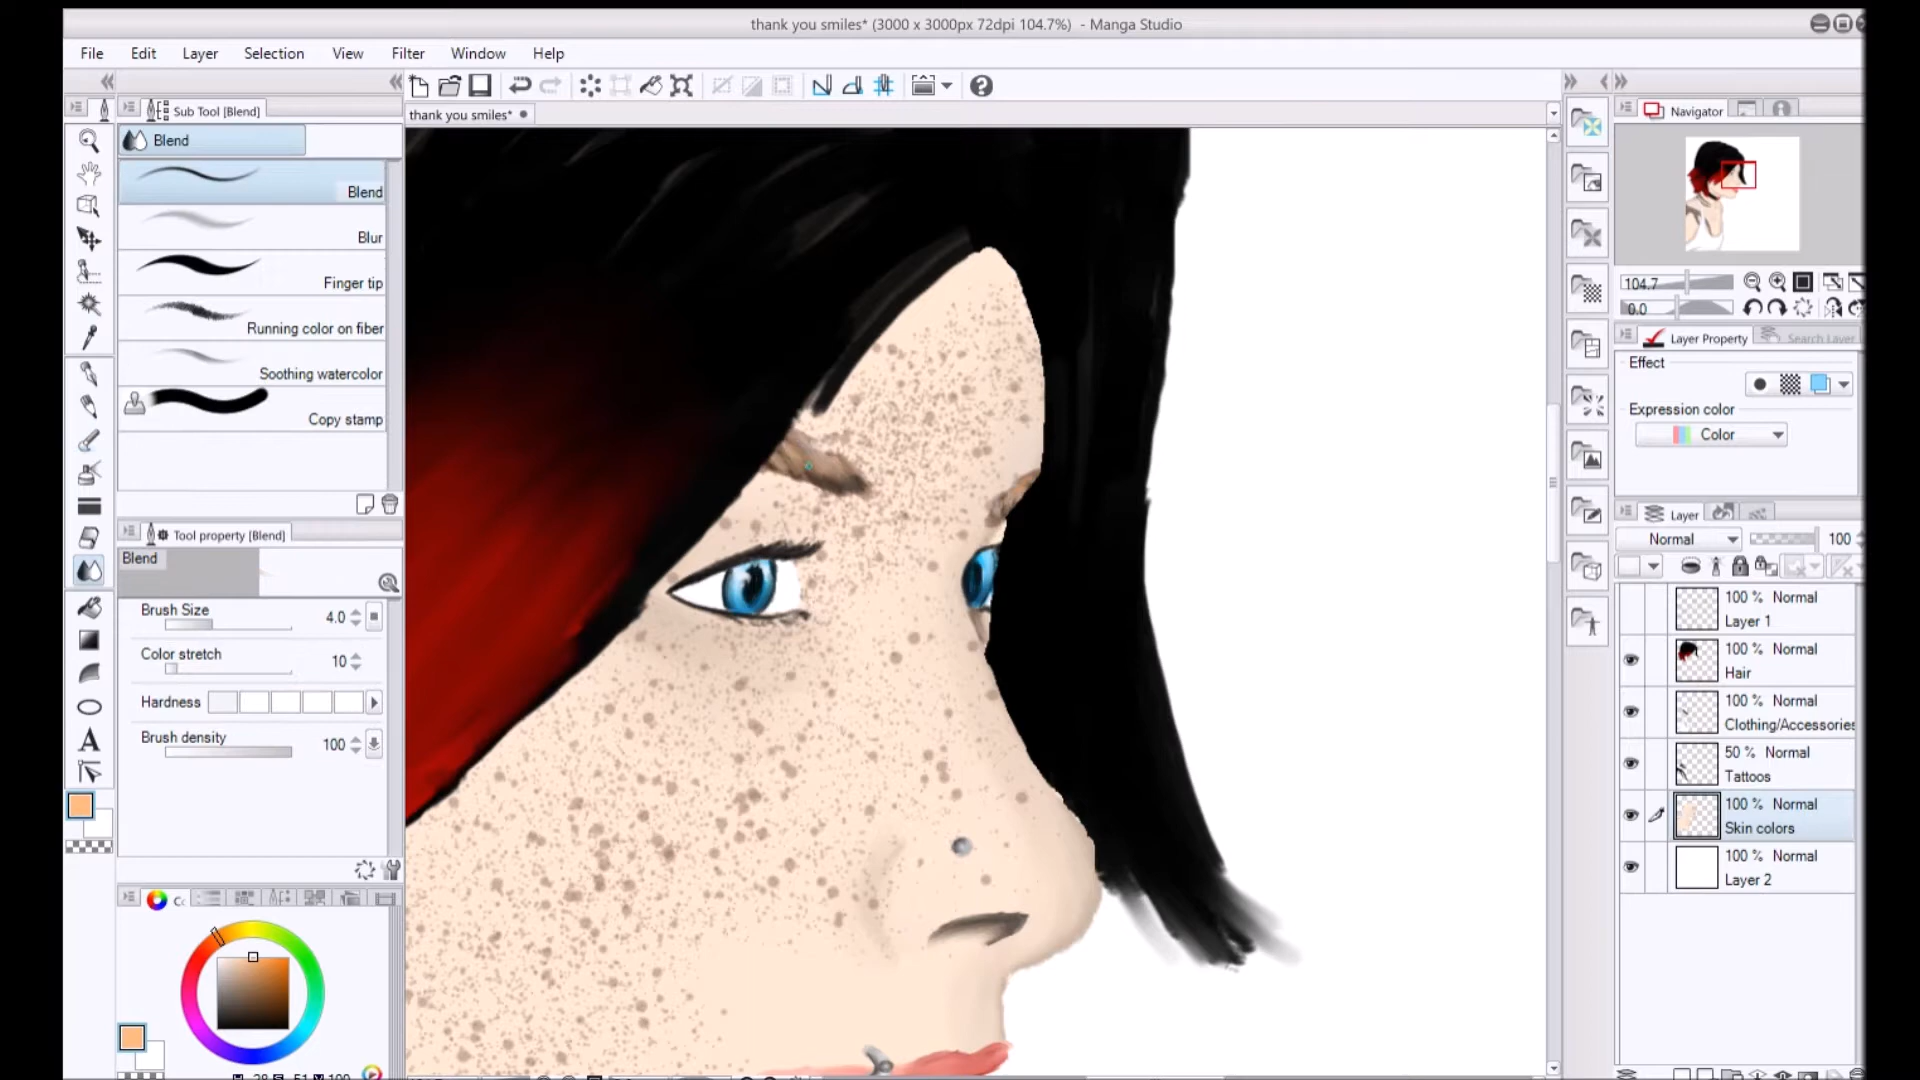 thank you smiles* (3000 x 3000px 72dpi 104.7%) - Manga Studio
File Edit Layer Selection View Filter Window Help
Sub Tool [Blend]
thank you smiles*
Navigator
Blend
Blend
Blur
Finger tip
Running color on fiber
Soothing watercolor
Copy stamp
104.7
0.0
Layer Property Search Layer
Effect
Expression color
Color
Tool property [Blend]
Blend
Brush Size 4.0
Color stretch 10
Hardness
Brush density 100
Layer
Normal 100
100 % Normal
Layer 1
100 % Normal
Hair
100 % Normal
Clothing/Accessories
50 % Normal
Tattoos
100 % Normal
Skin colors
100 % Normal
Layer 2
A